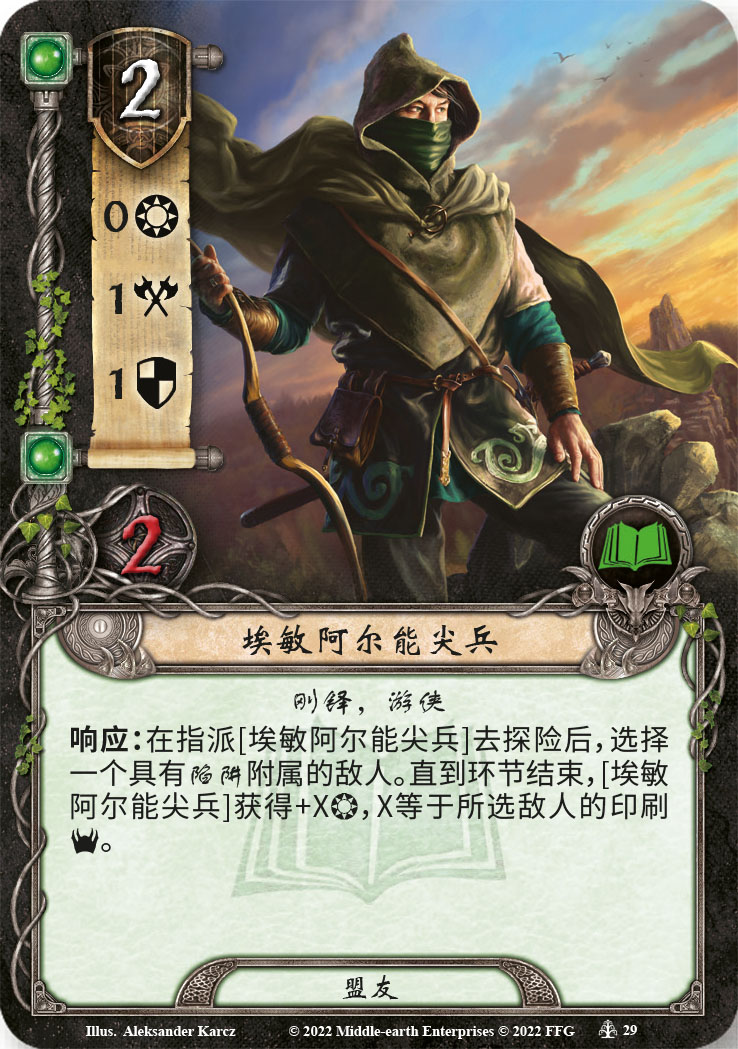 2
0
1
1
2
埃敏阿尔能尖兵
刚铎，游侠
响应：在指派[埃敏阿尔能尖兵]去探险后，选择
一个具有陷阱附属的敌人。直到环节结束，[埃敏
阿尔能尖兵]获得+X，X等于所选敌人的印刷
。
盟友
Illus. Aleksander Karcz © 2022 Middle-earth Enterprises © 2022 FFG 29